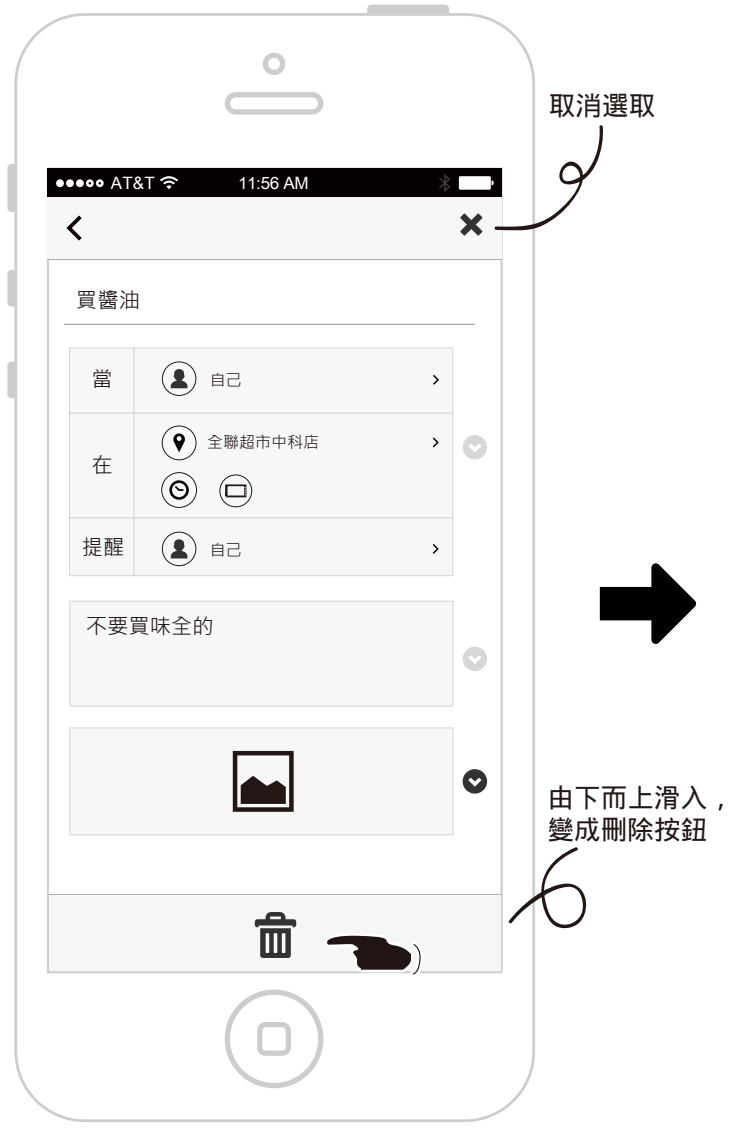 取消選取
AT&T 11:56 AM
買醬油
當 自己
在 全聯超市中科店
提醒 自己
不要買味全的
由下而上滑入，
變成刪除按鈕